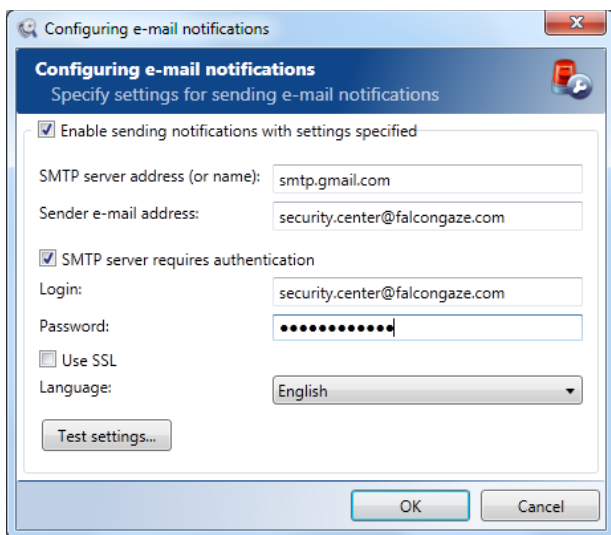 Configuring e-mail notifications
Configuring e-mail notifications
Specify settings for sending e-mail notifications
Enable sending notifications with settings specified
SMTP server address (or name): smtp.gmail.com
Sender e-mail address: security.center@falcongaze.com
SMTP server requires authentication
Login: security.center@falcongaze.com
Password: ●●●●●●●●●●●●
Use SSL
Language: English
Test settings...
OK Cancel